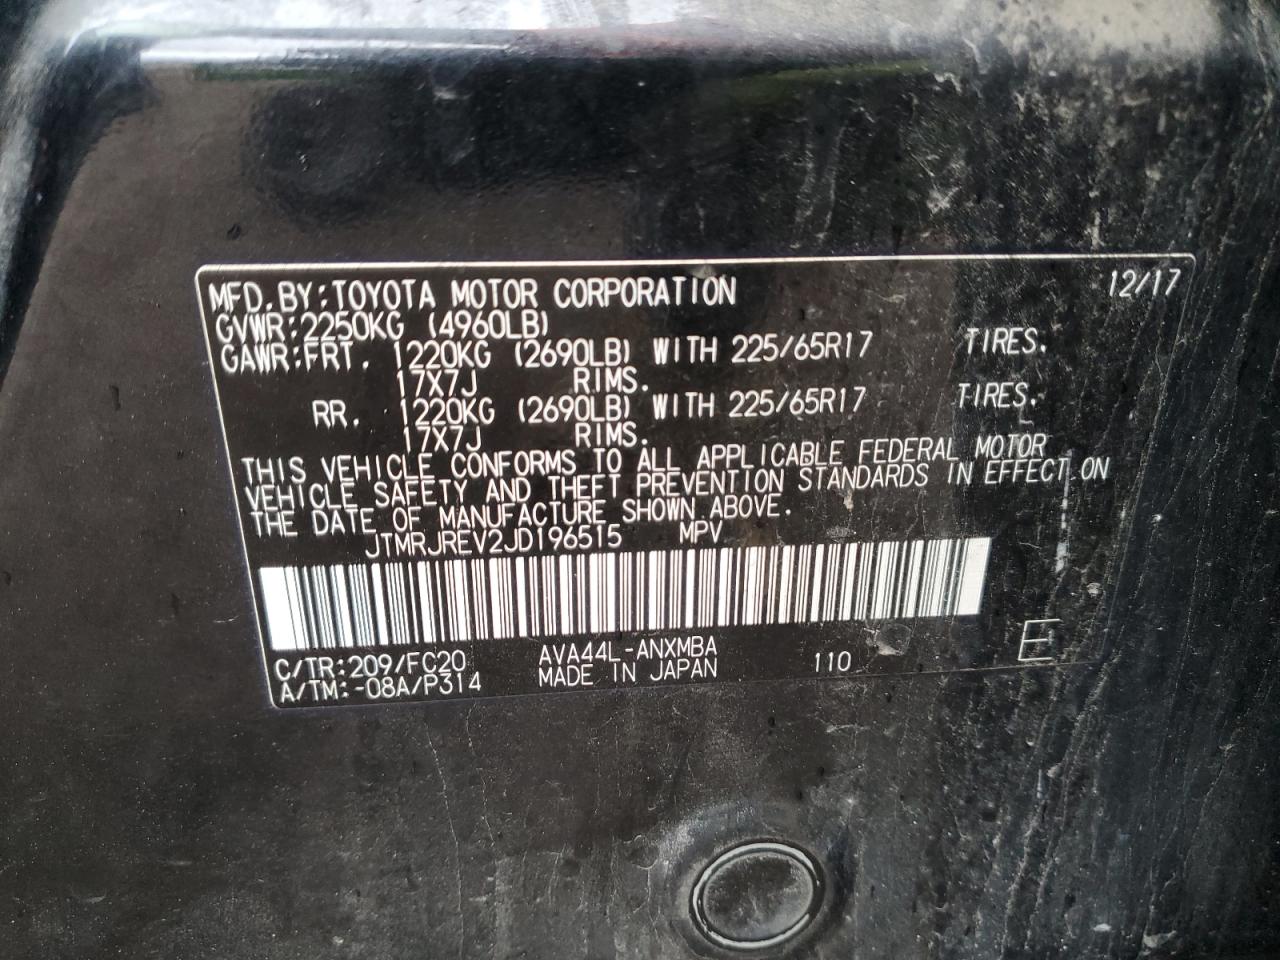 MFD. BY: TOYOTA MOTOR CORPORATION 12/17
GVWR: 2250KG (4960LB)
GAWR: FRT. 1220KG (2690LB) WITH 225/65R17 TIRES.
17X7J RIMS.
RR. 1220KG (2690LB) WITH 225/65R17 TIRES.
17X7J RIMS.
THIS VEHICLE CONFORMS TO ALL APPLICABLE FEDERAL MOTOR
VEHICLE SAFETY AND THEFT PREVENTION STANDARDS IN EFFECT ON
THE DATE OF MANUFACTURE SHOWN ABOVE.
JTMRJREV2JD196515 MPV
C/TR: 209/FC20 AVA44L-ANXMBA 110 E
A/TM: -08A/P314 MADE IN JAPAN